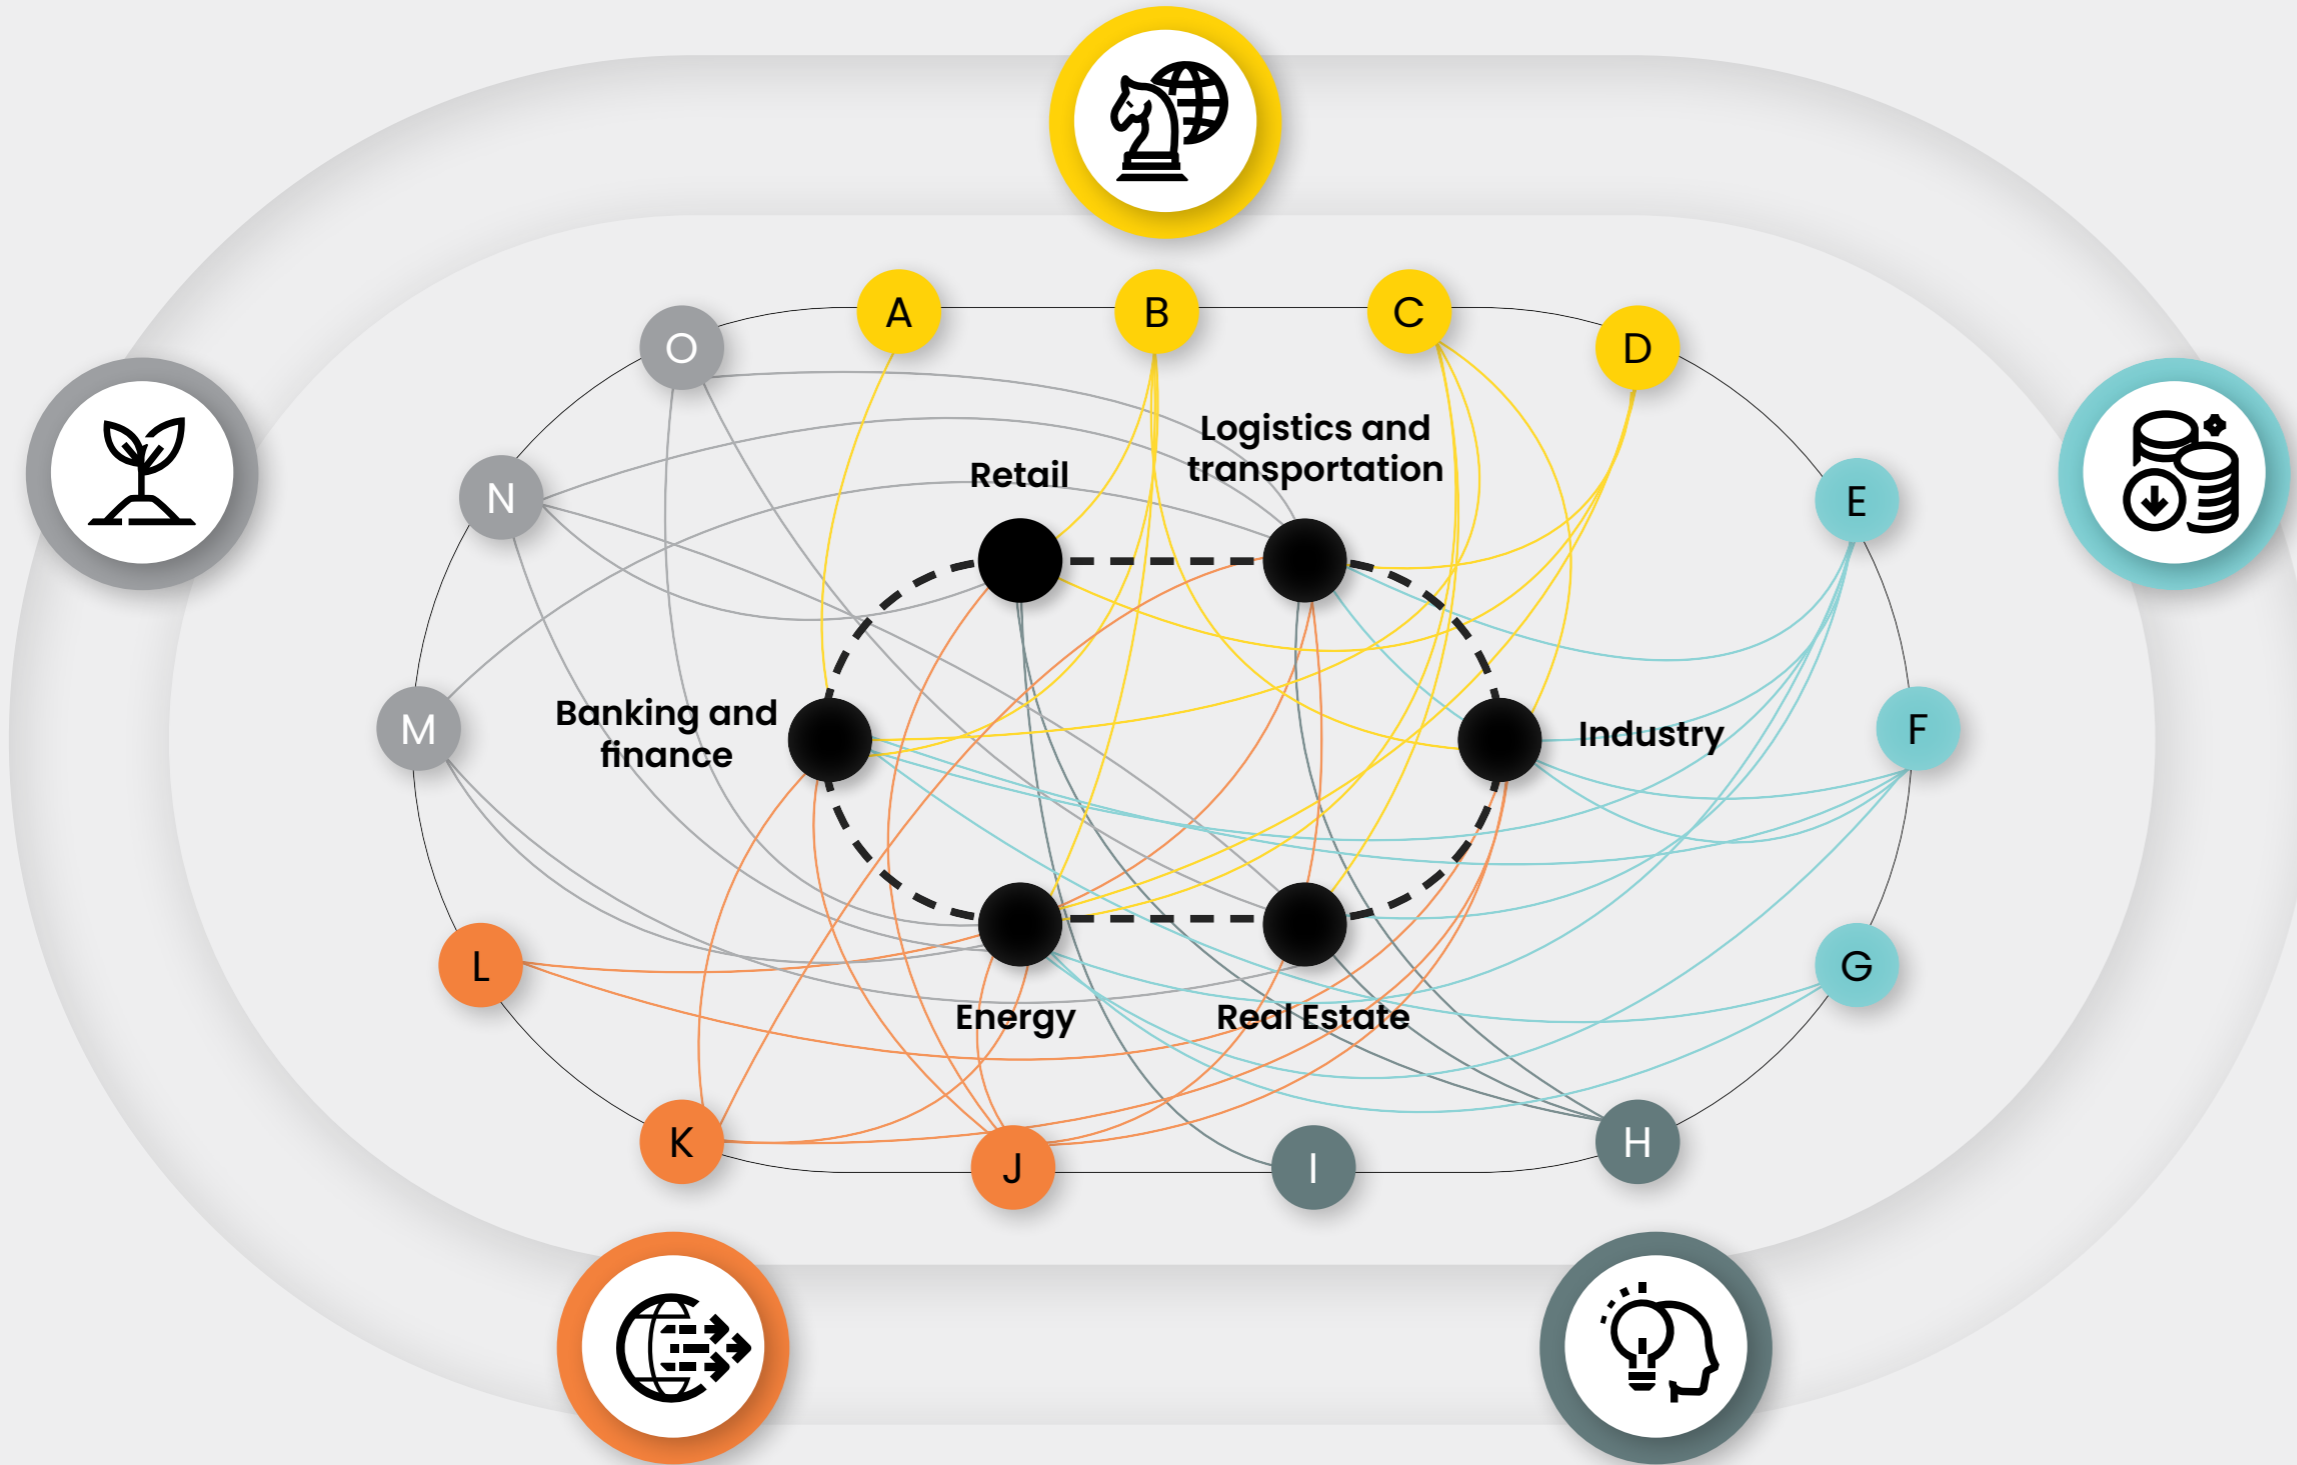 A
B
C
D
O
Logistics and
transportation
Retail
E
N
Banking and
finance
M
Industry
F
L
G
Energy
Real Estate
K
J
I
H